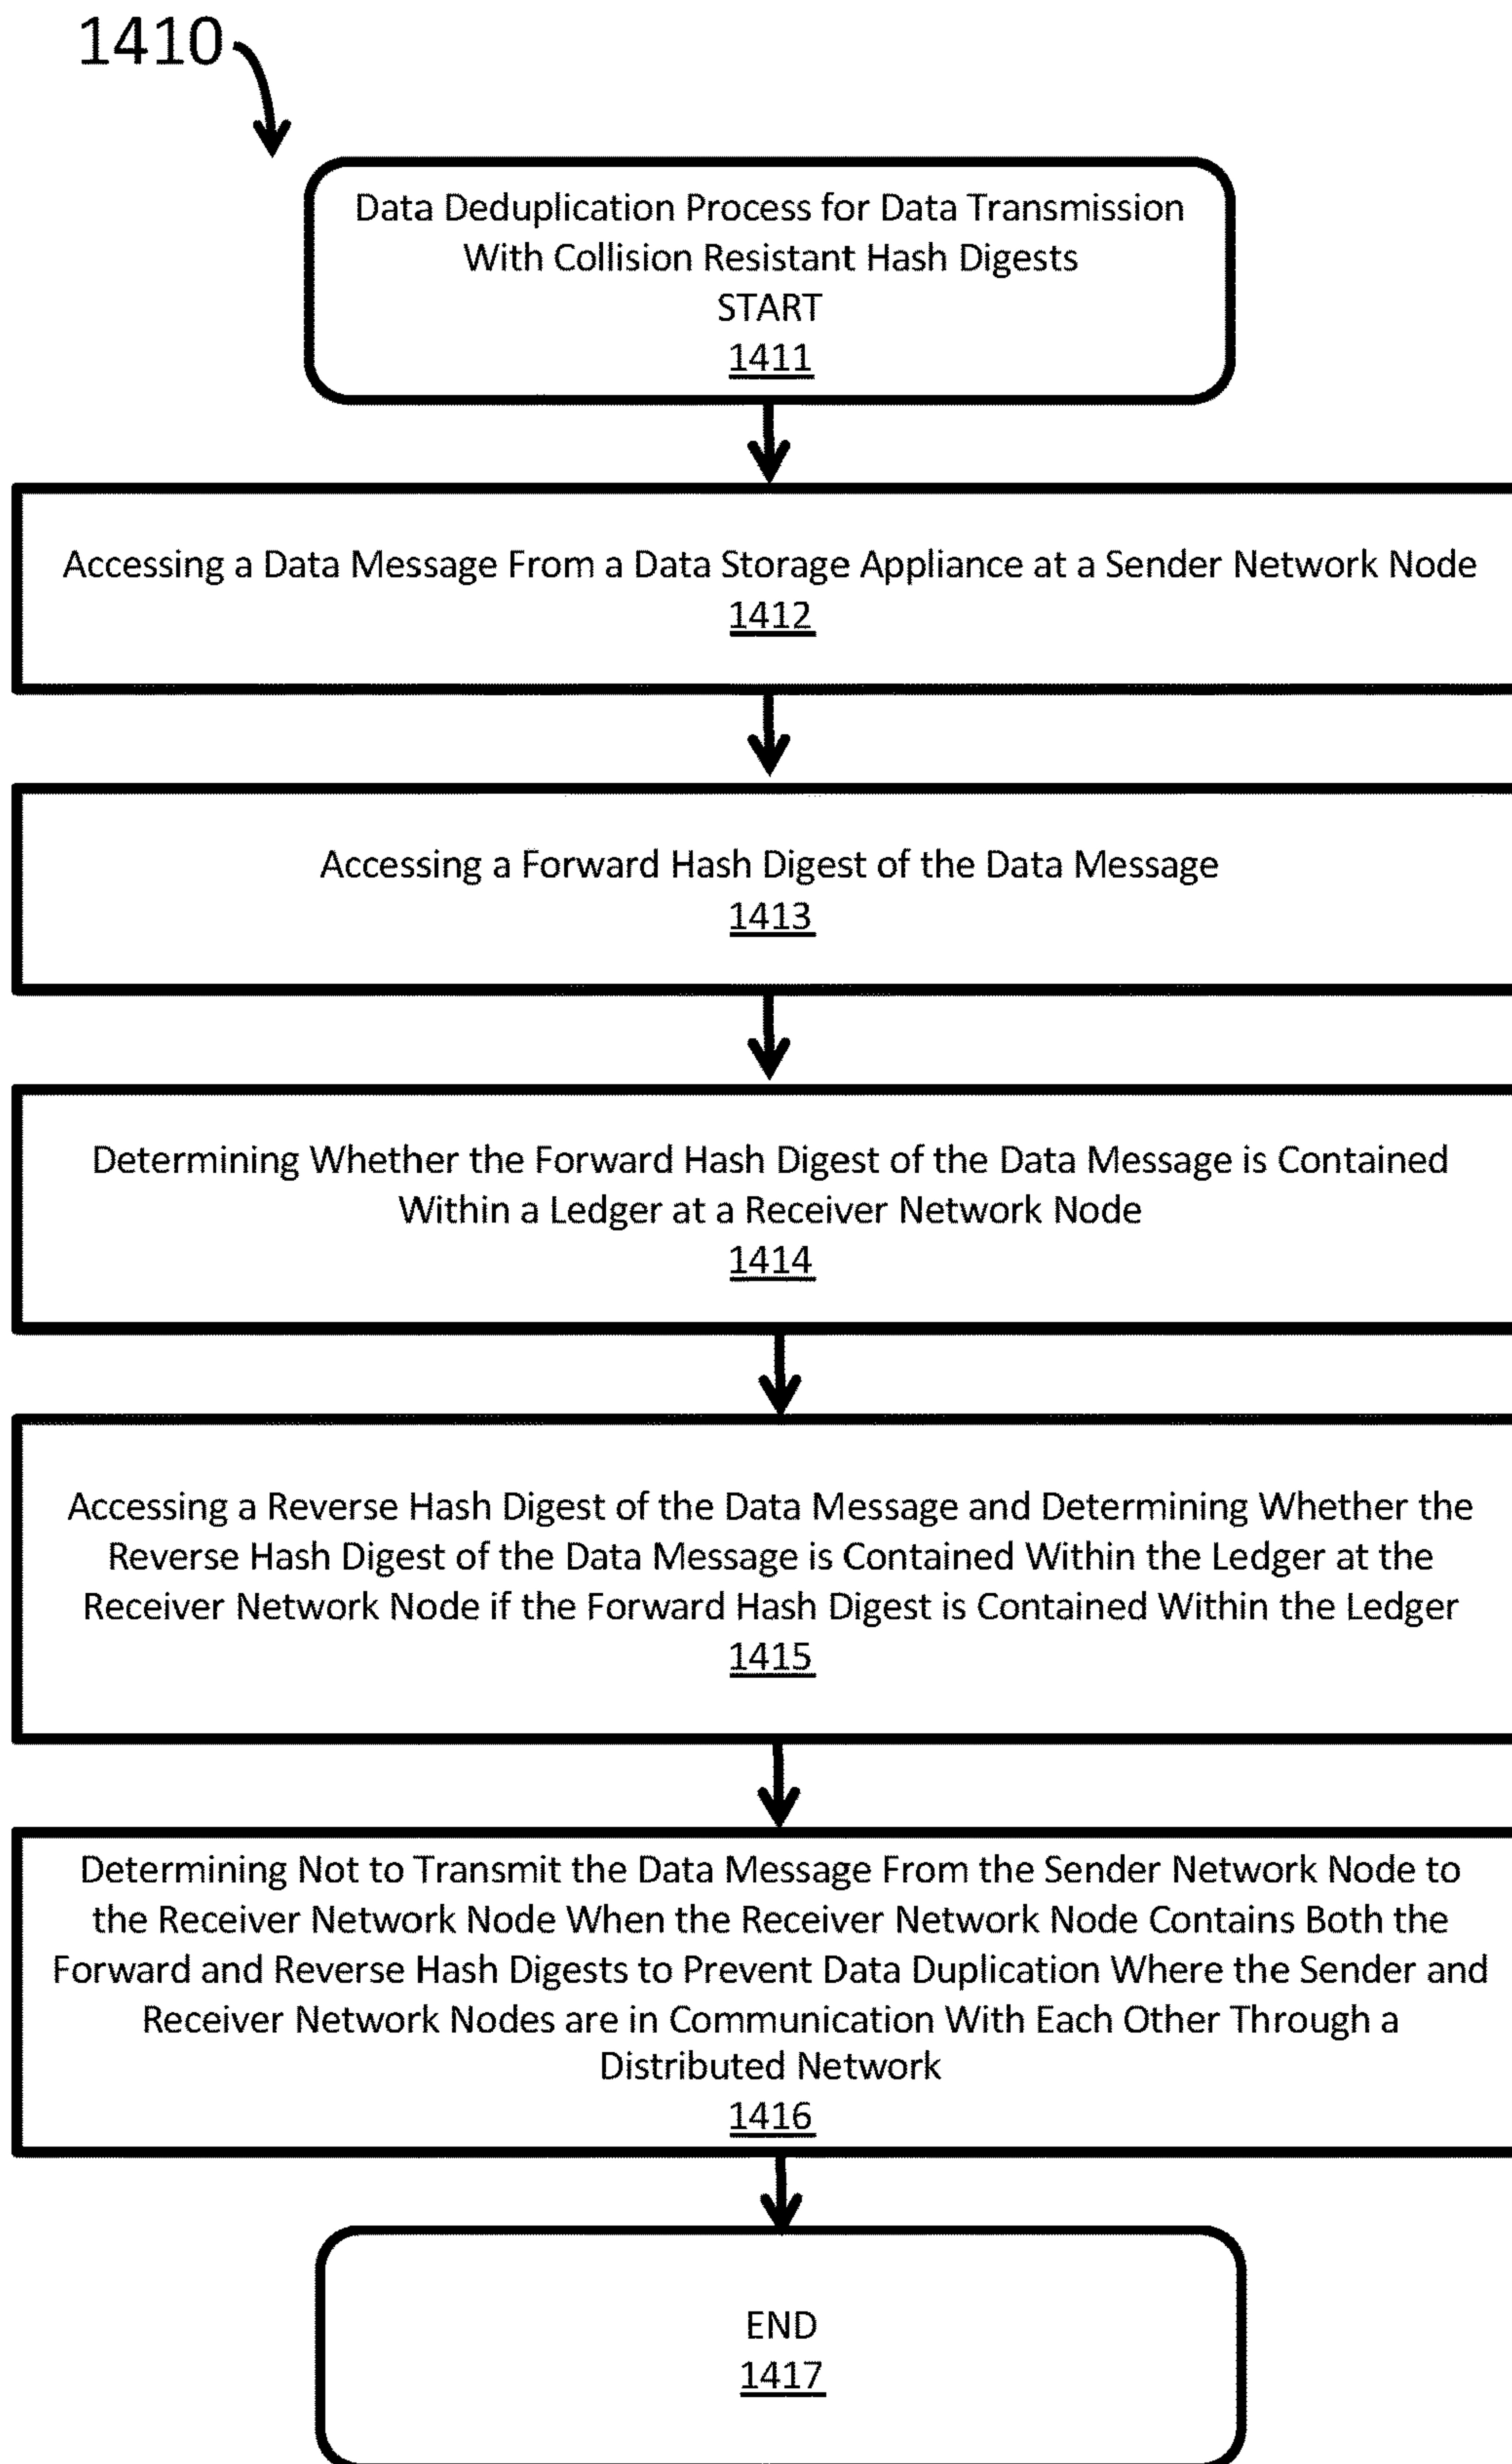 1410
Data Deduplication Process for Data Transmission
With Collision Resistant Hash Digests
START
1411
Accessing a Data Message From a Data Storage Appliance at a Sender Network Node
1412
Accessing a Forward Hash Digest of the Data Message
1413
Determining Whether the Forward Hash Digest of the Data Message is Contained
Within a Ledger at a Receiver Network Node
1414
Accessing a Reverse Hash Digest of the Data Message and Determining Whether the
Reverse Hash Digest of the Data Message is Contained Within the Ledger at the
Receiver Network Node if the Forward Hash Digest is Contained Within the Ledger
1415
Determining Not to Transmit the Data Message From the Sender Network Node to
the Receiver Network Node When the Receiver Network Node Contains Both the
Forward and Reverse Hash Digests to Prevent Data Duplication Where the Sender and
Receiver Network Nodes are in Communication With Each Other Through a
Distributed Network
1416
END
1417